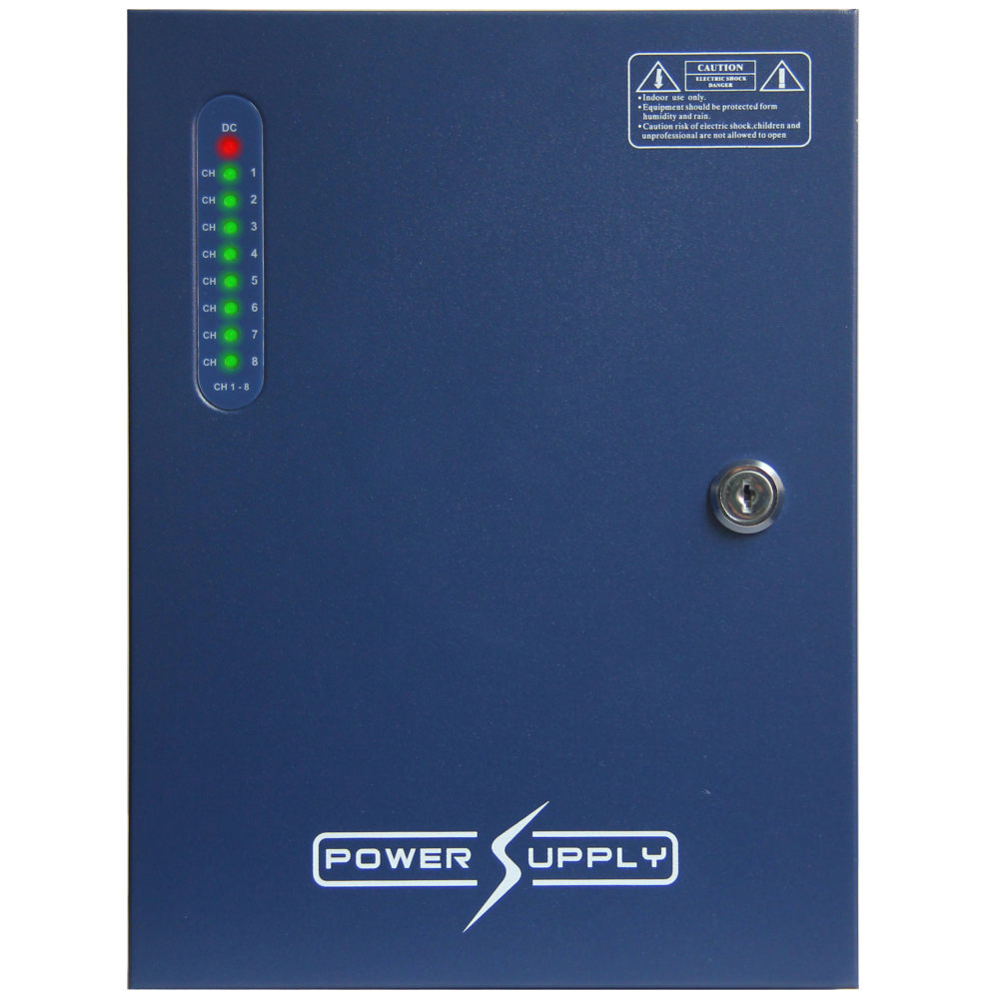 DC
CH 1
CH 2
CH 3
CH 4
CH 5
CH 6
CH 7
CH 8
CH 1 - 8
CAUTION
ELECTRIC SHOCK
DANGER
• Indoor use only.
• Equipment should be protected form
humidity and rain.
• Caution risk of electric shock,children and
unprofessional are not allowed to open
POWER SUPPLY